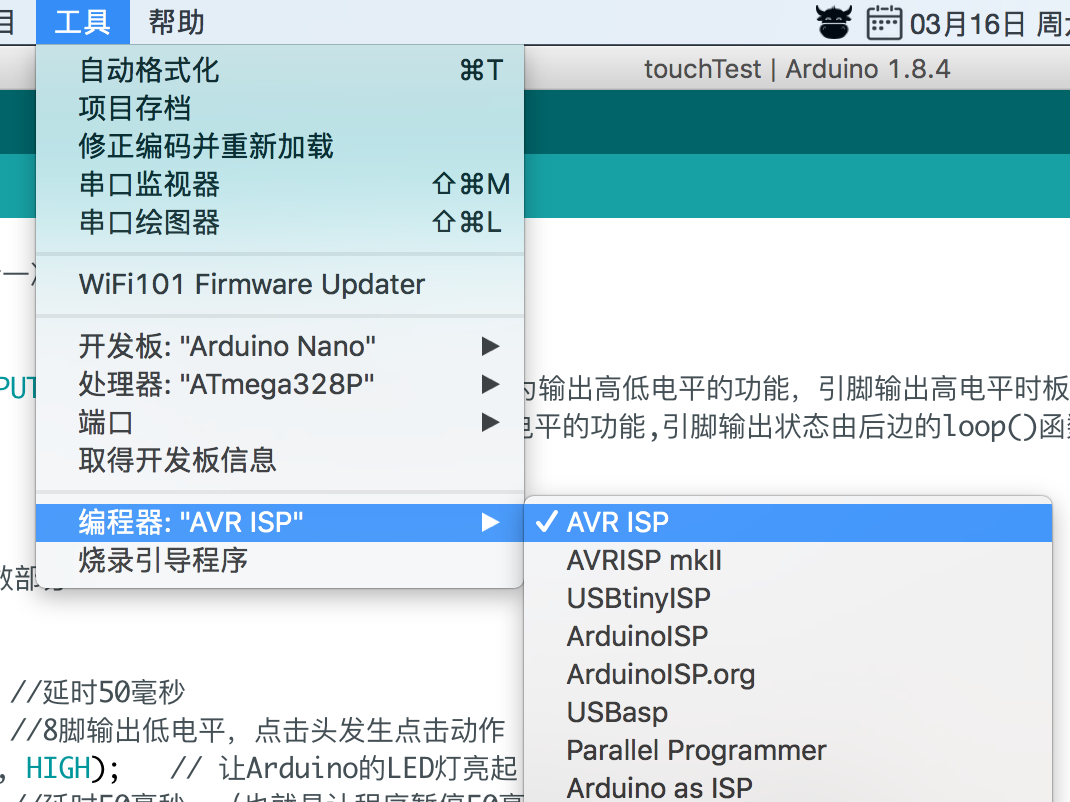 工具 帮助
03月16日
touchTest | Arduino 1.8.4
自动格式化 ⌘T
项目存档
修正编码并重新加载
串口监视器 ⇧⌘M
串口绘图器 ⇧⌘L
WiFi101 Firmware Updater
开发板: "Arduino Nano" ▶
处理器: "ATmega328P" ▶
输出高低电平的功能，引脚输出高电平时板
端口 ▶
平的功能,引脚输出状态由后边的loop()函
取得开发板信息
编程器: "AVR ISP" ▶
烧录引导程序
✓ AVR ISP
AVRISP mkII
USBtinyISP
ArduinoISP
ArduinoISP.org
USBasp
Parallel Programmer
Arduino as ISP
//延时50毫秒
//8脚输出低电平，点击头发生点击动作
, HIGH); // 让Arduino的LED灯亮起